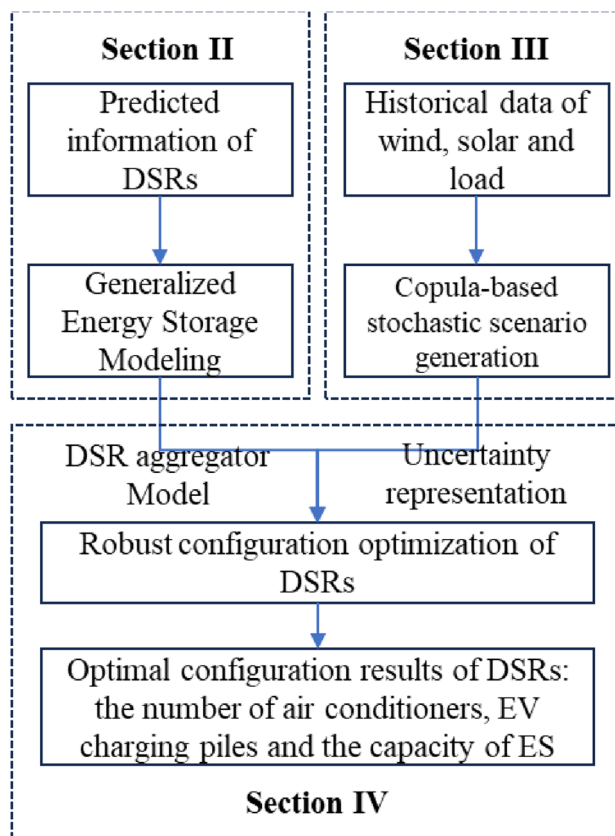 Section II
Predicted
information of
DSRs
Generalized
Energy Storage
Modeling
Section III
Historical data of
wind, solar and
load
Copula-based
stochastic scenario
generation
DSR aggregator
Model
Uncertainty
representation
Robust configuration optimization of
DSRs
Optimal configuration results of DSRs:
the number of air conditioners, EV
charging piles and the capacity of ES
Section IV